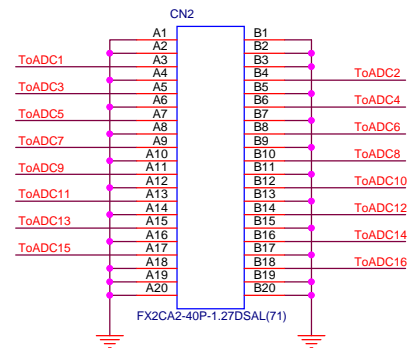 CN2
A1 B1
A2 B2
ToADC1 A3 B3
A4 B4 ToADC2
ToADC3 A5 B5
A6 B6 ToADC4
ToADC5 A7 B7
A8 B8 ToADC6
ToADC7 A9 B9
A10 B10 ToADC8
ToADC9 A11 B11
A12 B12 ToADC10
ToADC11 A13 B13
A14 B14 ToADC12
ToADC13 A15 B15
A16 B16 ToADC14
ToADC15 A17 B17
A18 B18 ToADC16
A19 B19
A20 B20
FX2CA2-40P-1.27DSAL(71)